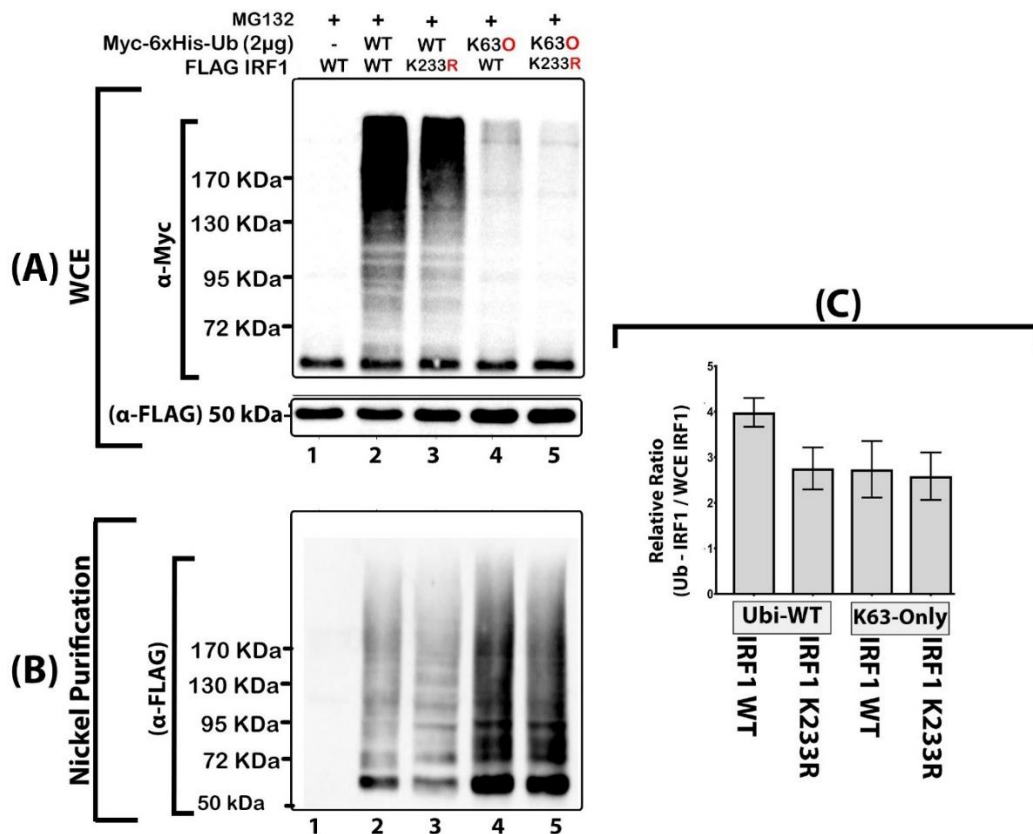 MG132 + + + + +
Myc-6xHis-Ub (2µg) - WT WT K63O K63O
FLAG IRF1 WT WT K233R WT K233R
(A)
WCE
α-Myc
170 KDa
130 KDa
95 KDa
72 KDa
(α-FLAG) 50 kDa
1 2 3 4 5
(B)
Nickel Purification
(α-FLAG)
170 KDa
130 KDa
95 KDa
72 KDa
50 kDa
1 2 3 4 5
(C)
Relative Ratio
(Ub - IRF1 / WCE IRF1)
5
4
3
2
1
0
Ubi-WT K63-Only
IRF1 WT
IRF1 K233R
IRF1 WT
IRF1 K233R